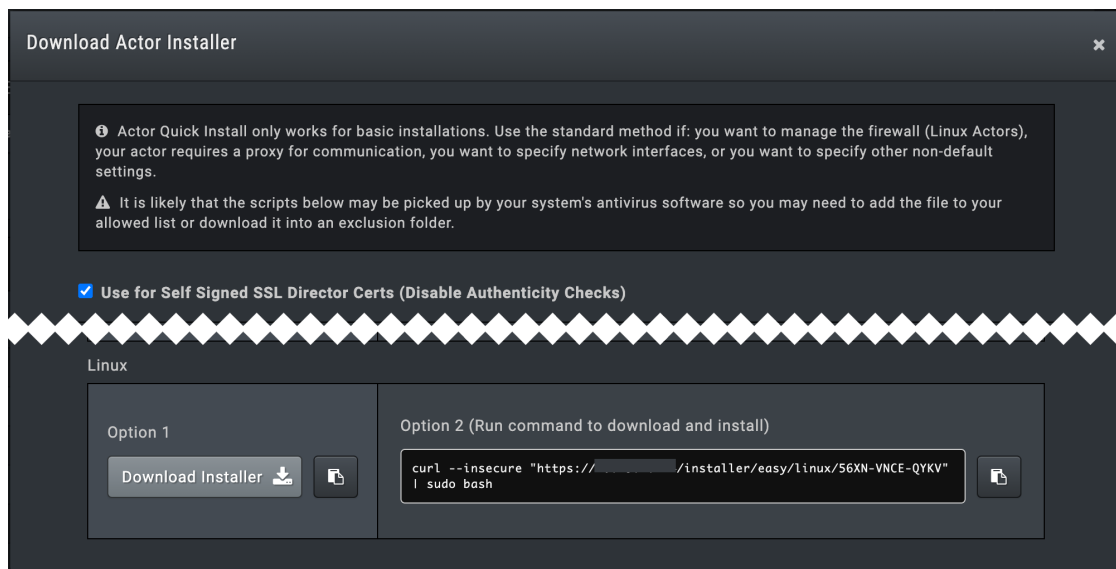 Download Actor Installer
Actor Quick Install only works for basic installations. Use the standard method if: you want to manage the firewall (Linux Actors),
your actor requires a proxy for communication, you want to specify network interfaces, or you want to specify other non-default
settings.
It is likely that the scripts below may be picked up by your system's antivirus software so you may need to add the file to your
allowed list or download it into an exclusion folder.
Use for Self Signed SSL Director Certs (Disable Authenticity Checks)
Linux
Option 1
Download Installer
Option 2 (Run command to download and install)
curl --insecure "https:// /installer/easy/linux/56XN-VNCE-QYKV"
| sudo bash